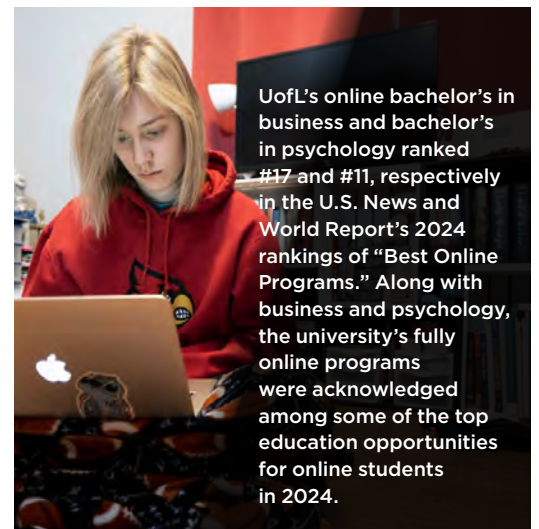 UofL’s online bachelor’s in
business and bachelor’s
in psychology ranked
#17 and #11, respectively
in the U.S. News and
World Report’s 2024
rankings of “Best Online
Programs.” Along with
business and psychology,
the university’s fully
online programs
were acknowledged
among some of the top
education opportunities
for online students
in 2024.